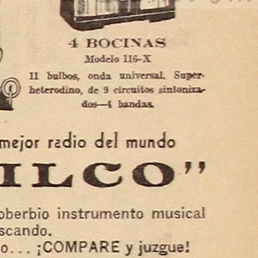 4 BOCINAS
Modelo 116-X
11 bulbos, onda universal. Super-
heterodino, de 9 circuitos sintoniza-
dos—4 bandas.
mejor radio del mundo
ILCO"
oberbio instrumento musical
scando.
o... ¡COMPARE y juzgue!